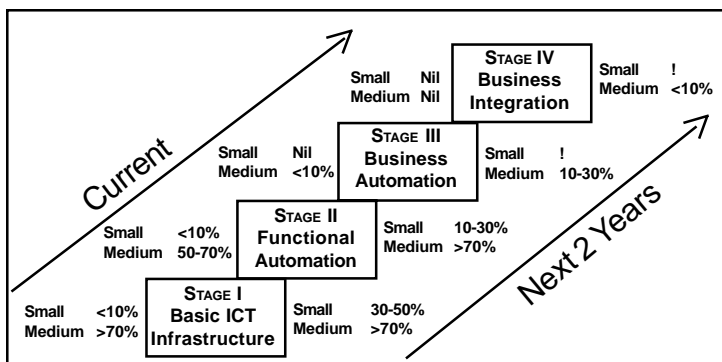 STAGE IV
Business
Integration
Small Nil
Medium Nil
Small !
Medium <10%
STAGE III
Business
Automation
Small Nil
Medium <10%
Small !
Medium 10-30%
STAGE II
Functional
Automation
Small <10%
Medium 50-70%
Small 10-30%
Medium >70%
STAGE I
Basic ICT
Infrastructure
Small <10%
Medium >70%
Small 30-50%
Medium >70%
Current
Next 2 Years